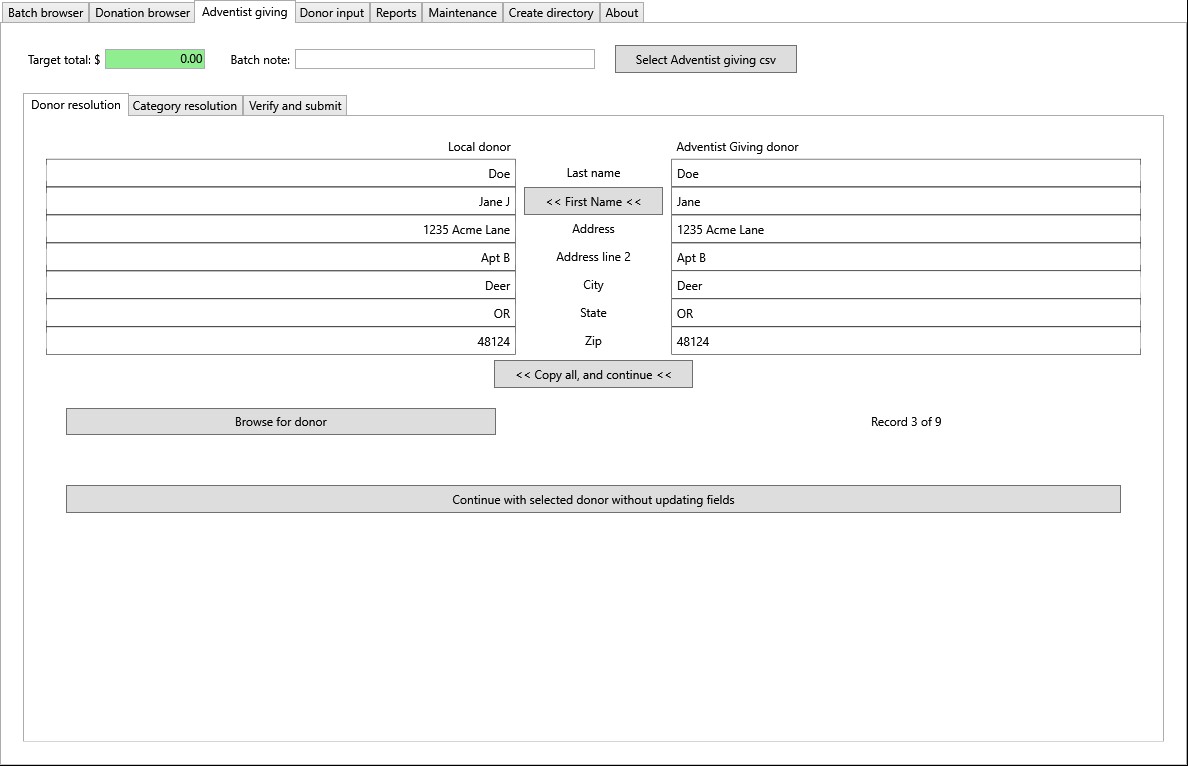 Batch browser Donation browser Adventist giving Donor input Reports Maintenance Create directory About
Target total: $ 0.00 Batch note: Select Adventist giving csv
Donor resolution Category resolution Verify and submit
Local donor Adventist Giving donor
Doe Last name Doe
Jane J << First Name << Jane
1235 Acme Lane Address 1235 Acme Lane
Apt B Address line 2 Apt B
Deer City Deer
OR State OR
48124 Zip 48124
<< Copy all, and continue <<
Browse for donor Record 3 of 9
Continue with selected donor without updating fields